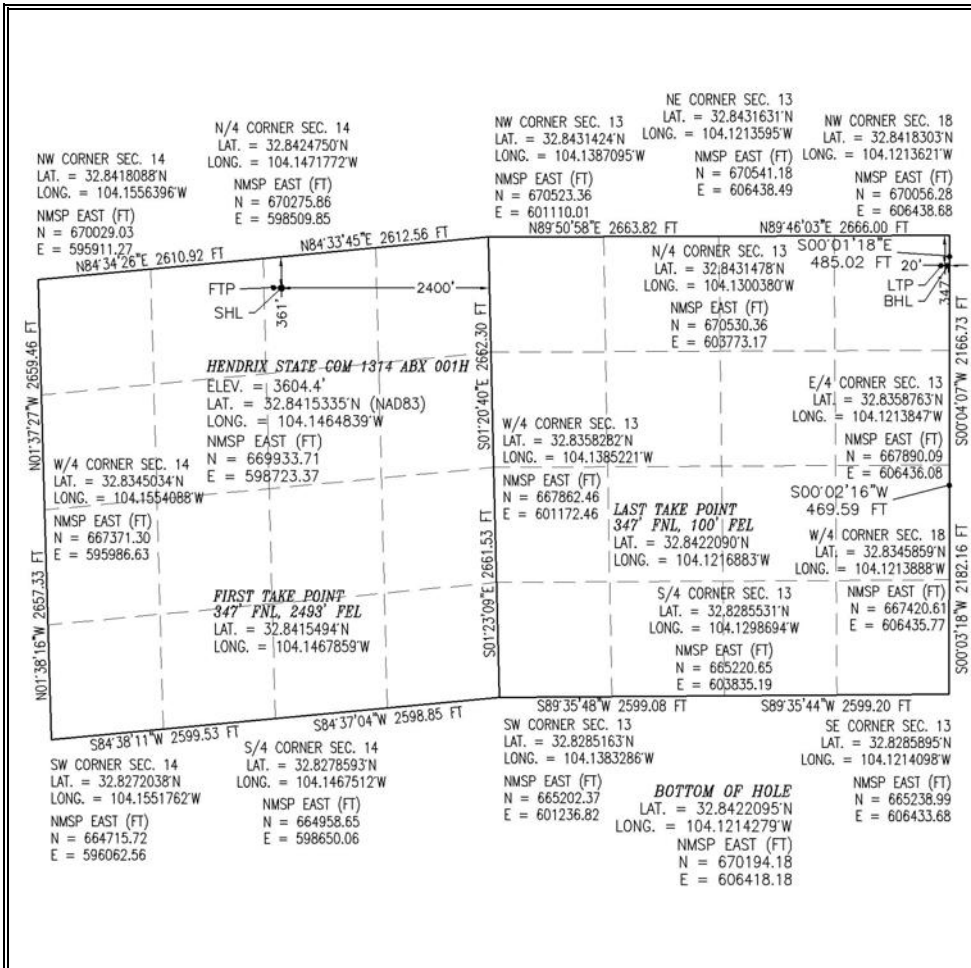 NW CORNER SEC. 14
LAT. = 32.8418088'N
LONG. = 104.1556396'W
NMSP EAST (FT)
N = 670029.03
E = 595911.27
N/4 CORNER SEC. 14
LAT. = 32.8424750'N
LONG. = 104.1471772'W
NMSP EAST (FT)
N = 670275.86
E = 598509.85
NW CORNER SEC. 13
LAT. = 32.8431424'N
LONG. = 104.1387095'W
NMSP EAST (FT)
N = 670523.36
E = 601110.01
NE CORNER SEC. 13
LAT. = 32.8431631'N
LONG. = 104.1213595'W
NMSP EAST (FT)
N = 670541.18
E = 606438.49
NW CORNER SEC. 18
LAT. = 32.8418303'N
LONG. = 104.1213621'W
NMSP EAST (FT)
N = 670056.28
E = 606438.68
N84°34'26"E 2610.92 FT
N84°33'45"E 2612.56 FT
N89°50'58"E 2663.82 FT
N89°46'03"E 2666.00 FT
S00°01'18"E
485.02 FT
20'
LTP
BHL
347'
FTP
SHL
361'
2400'
N/4 CORNER SEC. 13
LAT. = 32.8431478'N
LONG. = 104.1300380'W
NMSP EAST (FT)
N = 670530.36
E = 603773.17
N01°37'27"W 2659.46 FT
S01°20'40"E 2662.30 FT
S00°04'07"W 2166.73 FT
HENDRIX STATE COM 1314 ABX 001H
ELEV. = 3604.4'
LAT. = 32.8415335'N (NAD83)
LONG. = 104.1464839'W
NMSP EAST (FT)
N = 669933.71
E = 598723.37
E/4 CORNER SEC. 13
LAT. = 32.8358763'N
LONG. = 104.1213847'W
NMSP EAST (FT)
N = 667890.09
E = 606436.08
W/4 CORNER SEC. 14
LAT. = 32.8345034'N
LONG. = 104.1554088'W
NMSP EAST (FT)
N = 667371.30
E = 595986.63
W/4 CORNER SEC. 13
LAT. = 32.8358282'N
LONG. = 104.1385221'W
NMSP EAST (FT)
N = 667862.46
E = 601172.46
S00°02'16"W
469.59 FT
LAST TAKE POINT
347' FNL, 100' FEL
LAT. = 32.8422090'N
LONG. = 104.1216883'W
W/4 CORNER SEC. 18
LAT. = 32.8345859'N
LONG. = 104.1213888'W
NMSP EAST (FT)
N = 667420.61
E = 606435.77
N01°38'16"W 2657.33 FT
S01°23'09"E 2661.53 FT
S00°03'18"W 2182.16 FT
FIRST TAKE POINT
347' FNL, 2493' FEL
LAT. = 32.8415494'N
LONG. = 104.1467859'W
S/4 CORNER SEC. 13
LAT. = 32.8285531'N
LONG. = 104.1298694'W
NMSP EAST (FT)
N = 665220.65
E = 603835.19
S84°38'11"W 2599.53 FT
S84°37'04"W 2598.85 FT
S89°35'48"W 2599.08 FT
S89°35'44"W 2599.20 FT
SW CORNER SEC. 14
LAT. = 32.8272038'N
LONG. = 104.1551762'W
NMSP EAST (FT)
N = 664715.72
E = 596062.56
S/4 CORNER SEC. 14
LAT. = 32.8278593'N
LONG. = 104.1467512'W
NMSP EAST (FT)
N = 664958.65
E = 598650.06
SW CORNER SEC. 13
LAT. = 32.8285163'N
LONG. = 104.1383286'W
NMSP EAST (FT)
N = 665202.37
E = 601236.82
SE CORNER SEC. 13
LAT. = 32.8285895'N
LONG. = 104.1214098'W
NMSP EAST (FT)
N = 665238.99
E = 606433.68
BOTTOM OF HOLE
LAT. = 32.8422095'N
LONG. = 104.1214279'W
NMSP EAST (FT)
N = 670194.18
E = 606418.18